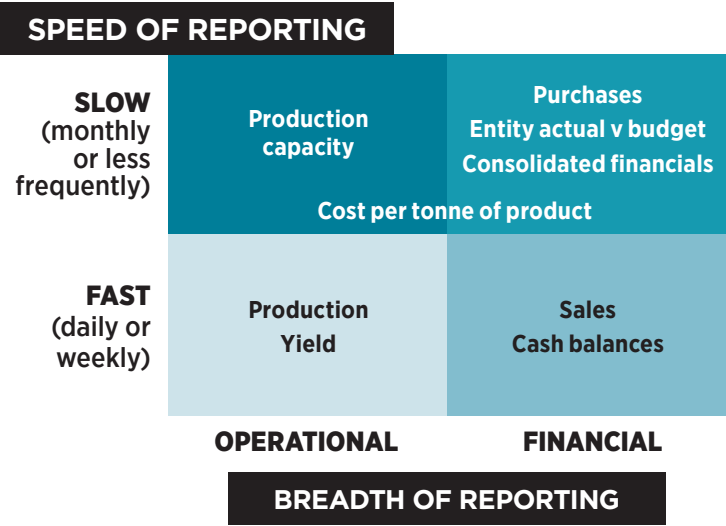 SPEED OF REPORTING
SLOW
(monthly
or less
frequently)
Production
capacity
Purchases
Entity actual v budget
Consolidated financials
Cost per tonne of product
FAST
(daily or
weekly)
Production
Yield
Sales
Cash balances
OPERATIONAL
FINANCIAL
BREADTH OF REPORTING